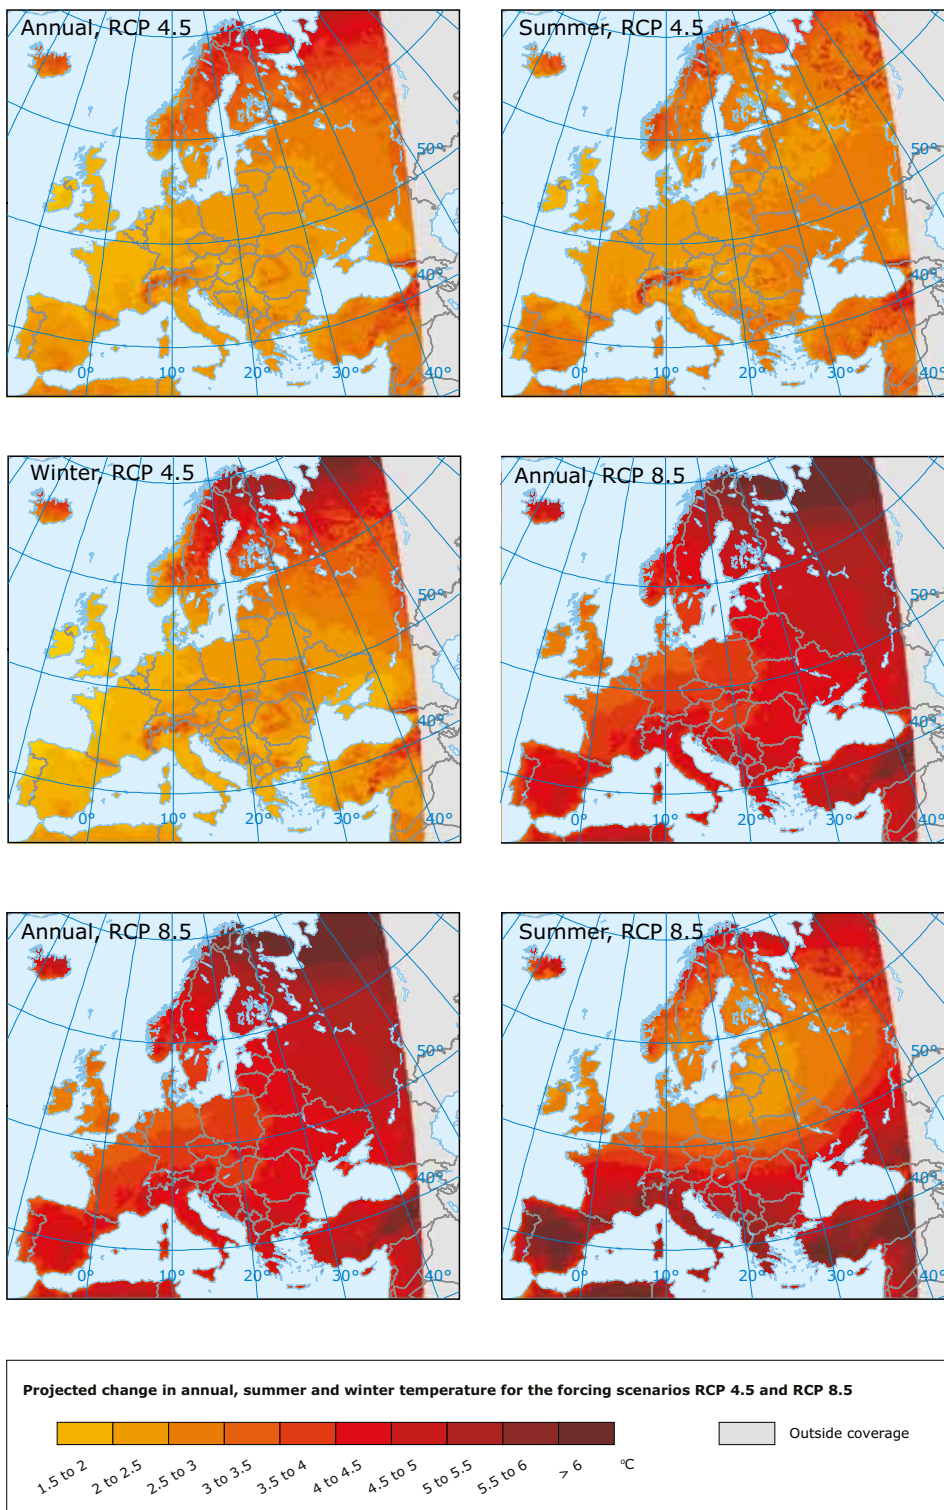 Annual, RCP 4.5
50°
40°
0° 10° 20° 30° 40°
Summer, RCP 4.5
50°
40°
0° 10° 20° 30° 40°
Winter, RCP 4.5
50°
40°
0° 10° 20° 30° 40°
Annual, RCP 8.5
50°
40°
0° 10° 20° 30° 40°
Annual, RCP 8.5
50°
40°
0° 10° 20° 30° 40°
Summer, RCP 8.5
50°
40°
0° 10° 20° 30° 40°
Projected change in annual, summer and winter temperature for the forcing scenarios RCP 4.5 and RCP 8.5
1.5 to 2 2 to 2.5 2.5 to 3 3 to 3.5 3.5 to 4 4 to 4.5 4.5 to 5 5 to 5.5 5.5 to 6 > 6 °C
Outside coverage